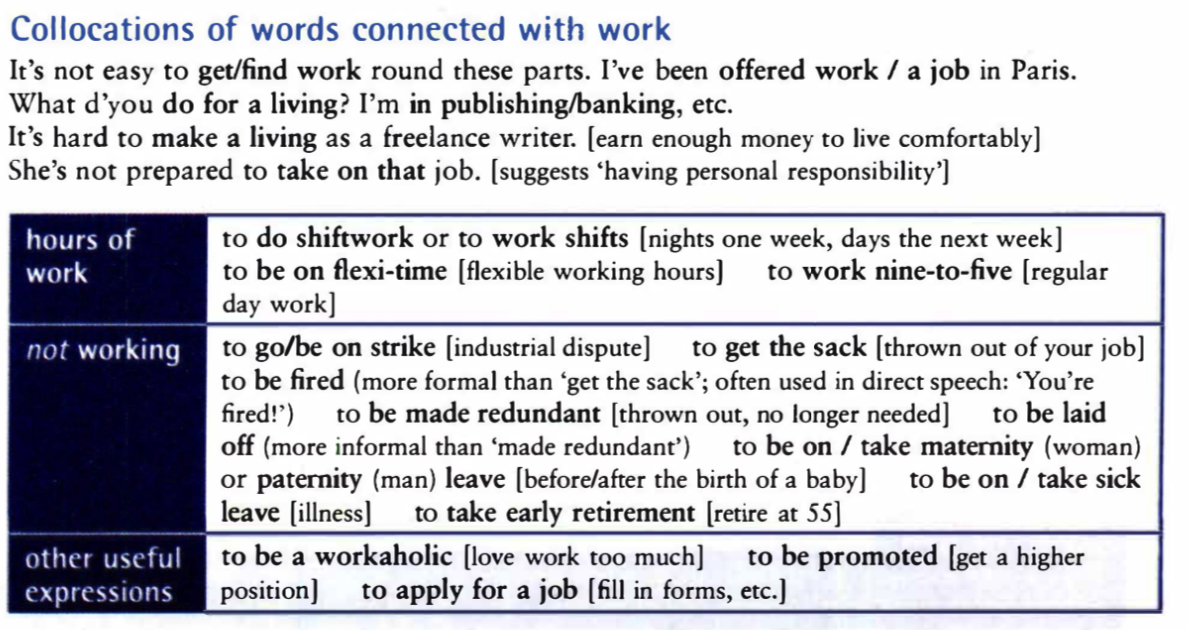 Collocations of words connected with work
It's not easy to get/find work round these parts. I've been offered work / a job in Paris.
What d'you do for a living? I'm in publishing/banking, etc.
It's hard to make a living as a freelance writer. [earn enough money to live comfortably]
She's not prepared to take on that job. [suggests 'having personal responsibility']
hours of
work
to do shiftwork or to work shifts [nights one week, days the next week]
to be on flexi-time [flexible working hours] to work nine-to-five [regular
day work]
not working
to go/be on strike [industrial dispute] to get the sack [thrown out of your job]
to be fired (more formal than 'get the sack'; often used in direct speech: 'You're
fired!') to be made redundant [thrown out, no longer needed] to be laid
off (more informal than 'made redundant') to be on / take maternity (woman)
or paternity (man) leave [before/after the birth of a baby] to be on / take sick
leave [illness] to take early retirement [retire at 55]
other useful
expressions
to be a workaholic [love work too much] to be promoted [get a higher
position] to apply for a job [fill in forms, etc.]